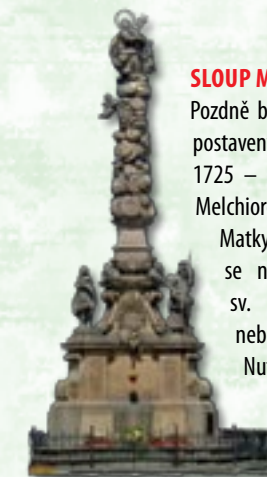 SLOUP M
Pozdně b
postaven
1725 –
Melchior
Matky
se n
sv.
neb
Nu